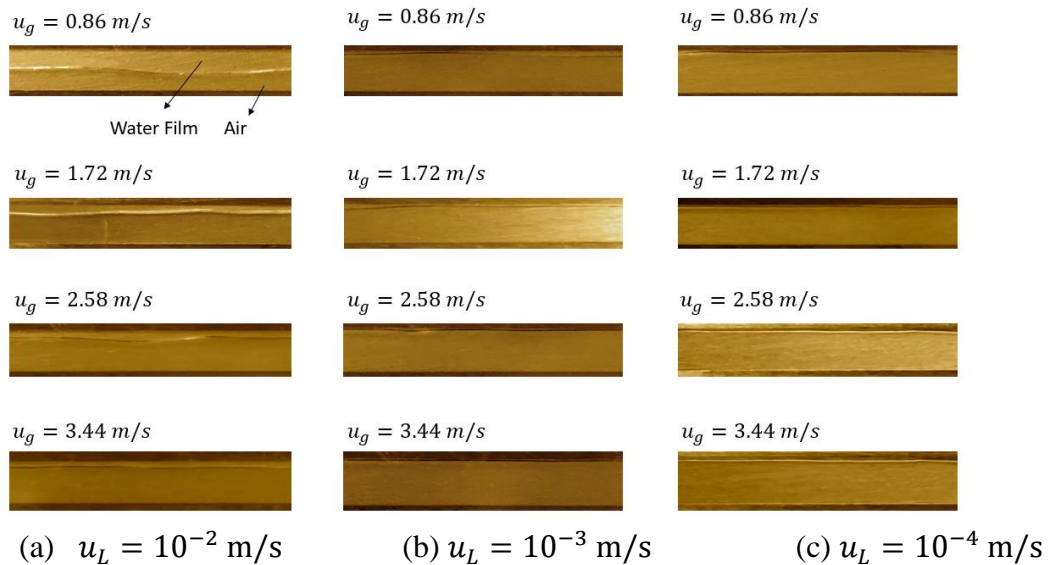 u_g = 0.86 m/s
u_g = 0.86 m/s
u_g = 0.86 m/s
Water Film
Air
u_g = 1.72 m/s
u_g = 1.72 m/s
u_g = 1.72 m/s
u_g = 2.58 m/s
u_g = 2.58 m/s
u_g = 2.58 m/s
u_g = 3.44 m/s
u_g = 3.44 m/s
u_g = 3.44 m/s
(a) u_L = 10⁻² m/s
(b) u_L = 10⁻³ m/s
(c) u_L = 10⁻⁴ m/s